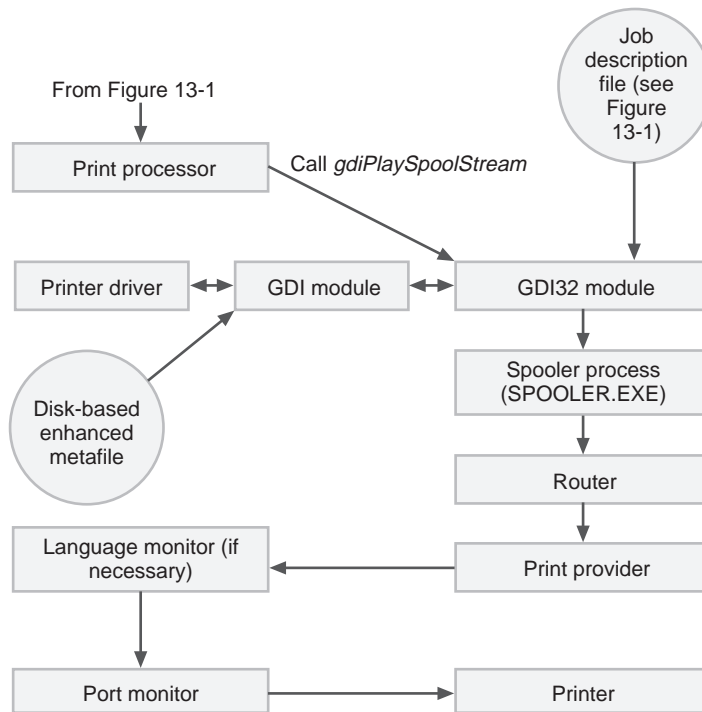 Job
description
file (see
Figure
13-1)
From Figure 13-1
Print processor
Call gdiPlaySpoolStream
Printer driver
GDI module
GDI32 module
Disk-based
enhanced
metafile
Spooler process
(SPOOLER.EXE)
Router
Language monitor (if
necessary)
Print provider
Port monitor
Printer